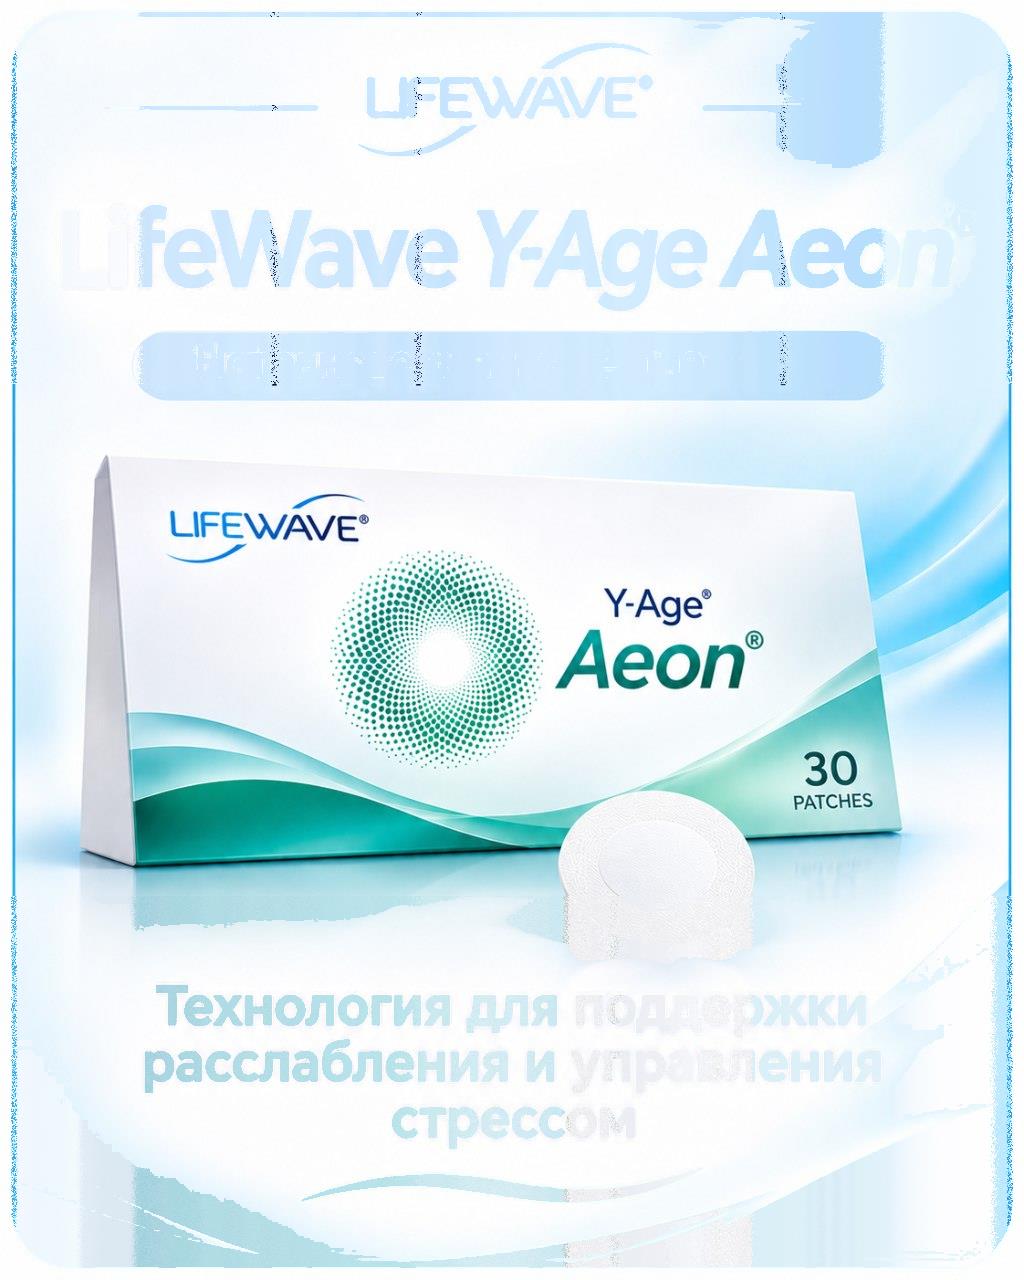 LIFEWAVE
LifeWave Y-Age Aeon
LIFEWAVE®
Y-Age®
Aeon®
30
PATCHES
Технология для поддержки
расслабления и управления
стрессом